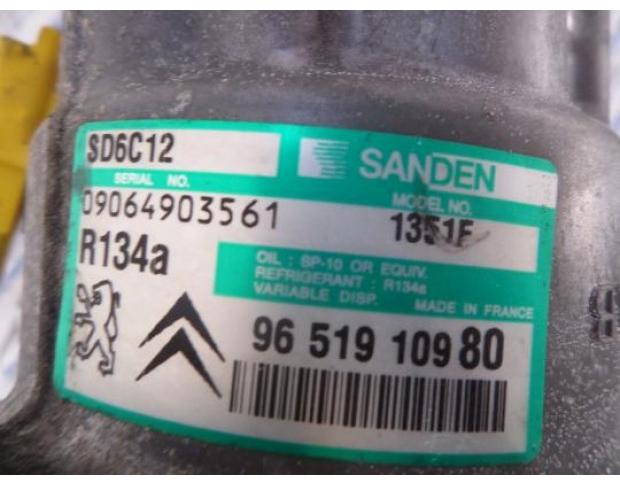 SD6C12
SANDEN
SERIAL NO.
MODEL NO.
09064903561
1351F
R134a
OIL : SP-10 OR EQUIV.
REFRIGERANT : R134a
VARIABLE DISP. MADE IN FRANCE
96 519 109 80